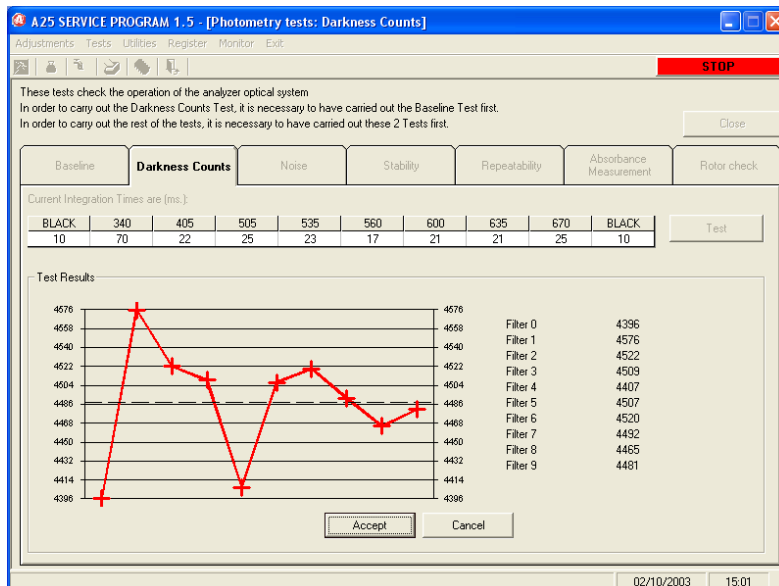 A25 SERVICE PROGRAM 1.5 - [Photometry tests: Darkness Counts]
Adjustments Tests Utilities Register Monitor Exit
STOP
These tests check the operation of the analyzer optical system
In order to carry out the Darkness Counts Test, it is necessary to have carried out the Baseline Test first.
In order to carry out the rest of the tests, it is necessary to have carried out these 2 Tests first.
Close
Baseline Darkness Counts Noise Stability Repeatability Absorbance Measurement Rotor check
Current Integration Times are (ms.):
BLACK 340 405 505 535 560 600 635 670 BLACK
10 70 22 25 23 17 21 21 25 10
Test
Test Results
4576 4576
4558 4558
4540 4540
4522 4522
4504 4504
4486 4486
4468 4468
4450 4450
4432 4432
4414 4414
4396 4396
Filter 0 4396
Filter 1 4576
Filter 2 4522
Filter 3 4509
Filter 4 4407
Filter 5 4507
Filter 6 4520
Filter 7 4492
Filter 8 4465
Filter 9 4481
Accept Cancel
02/10/2003 15:01